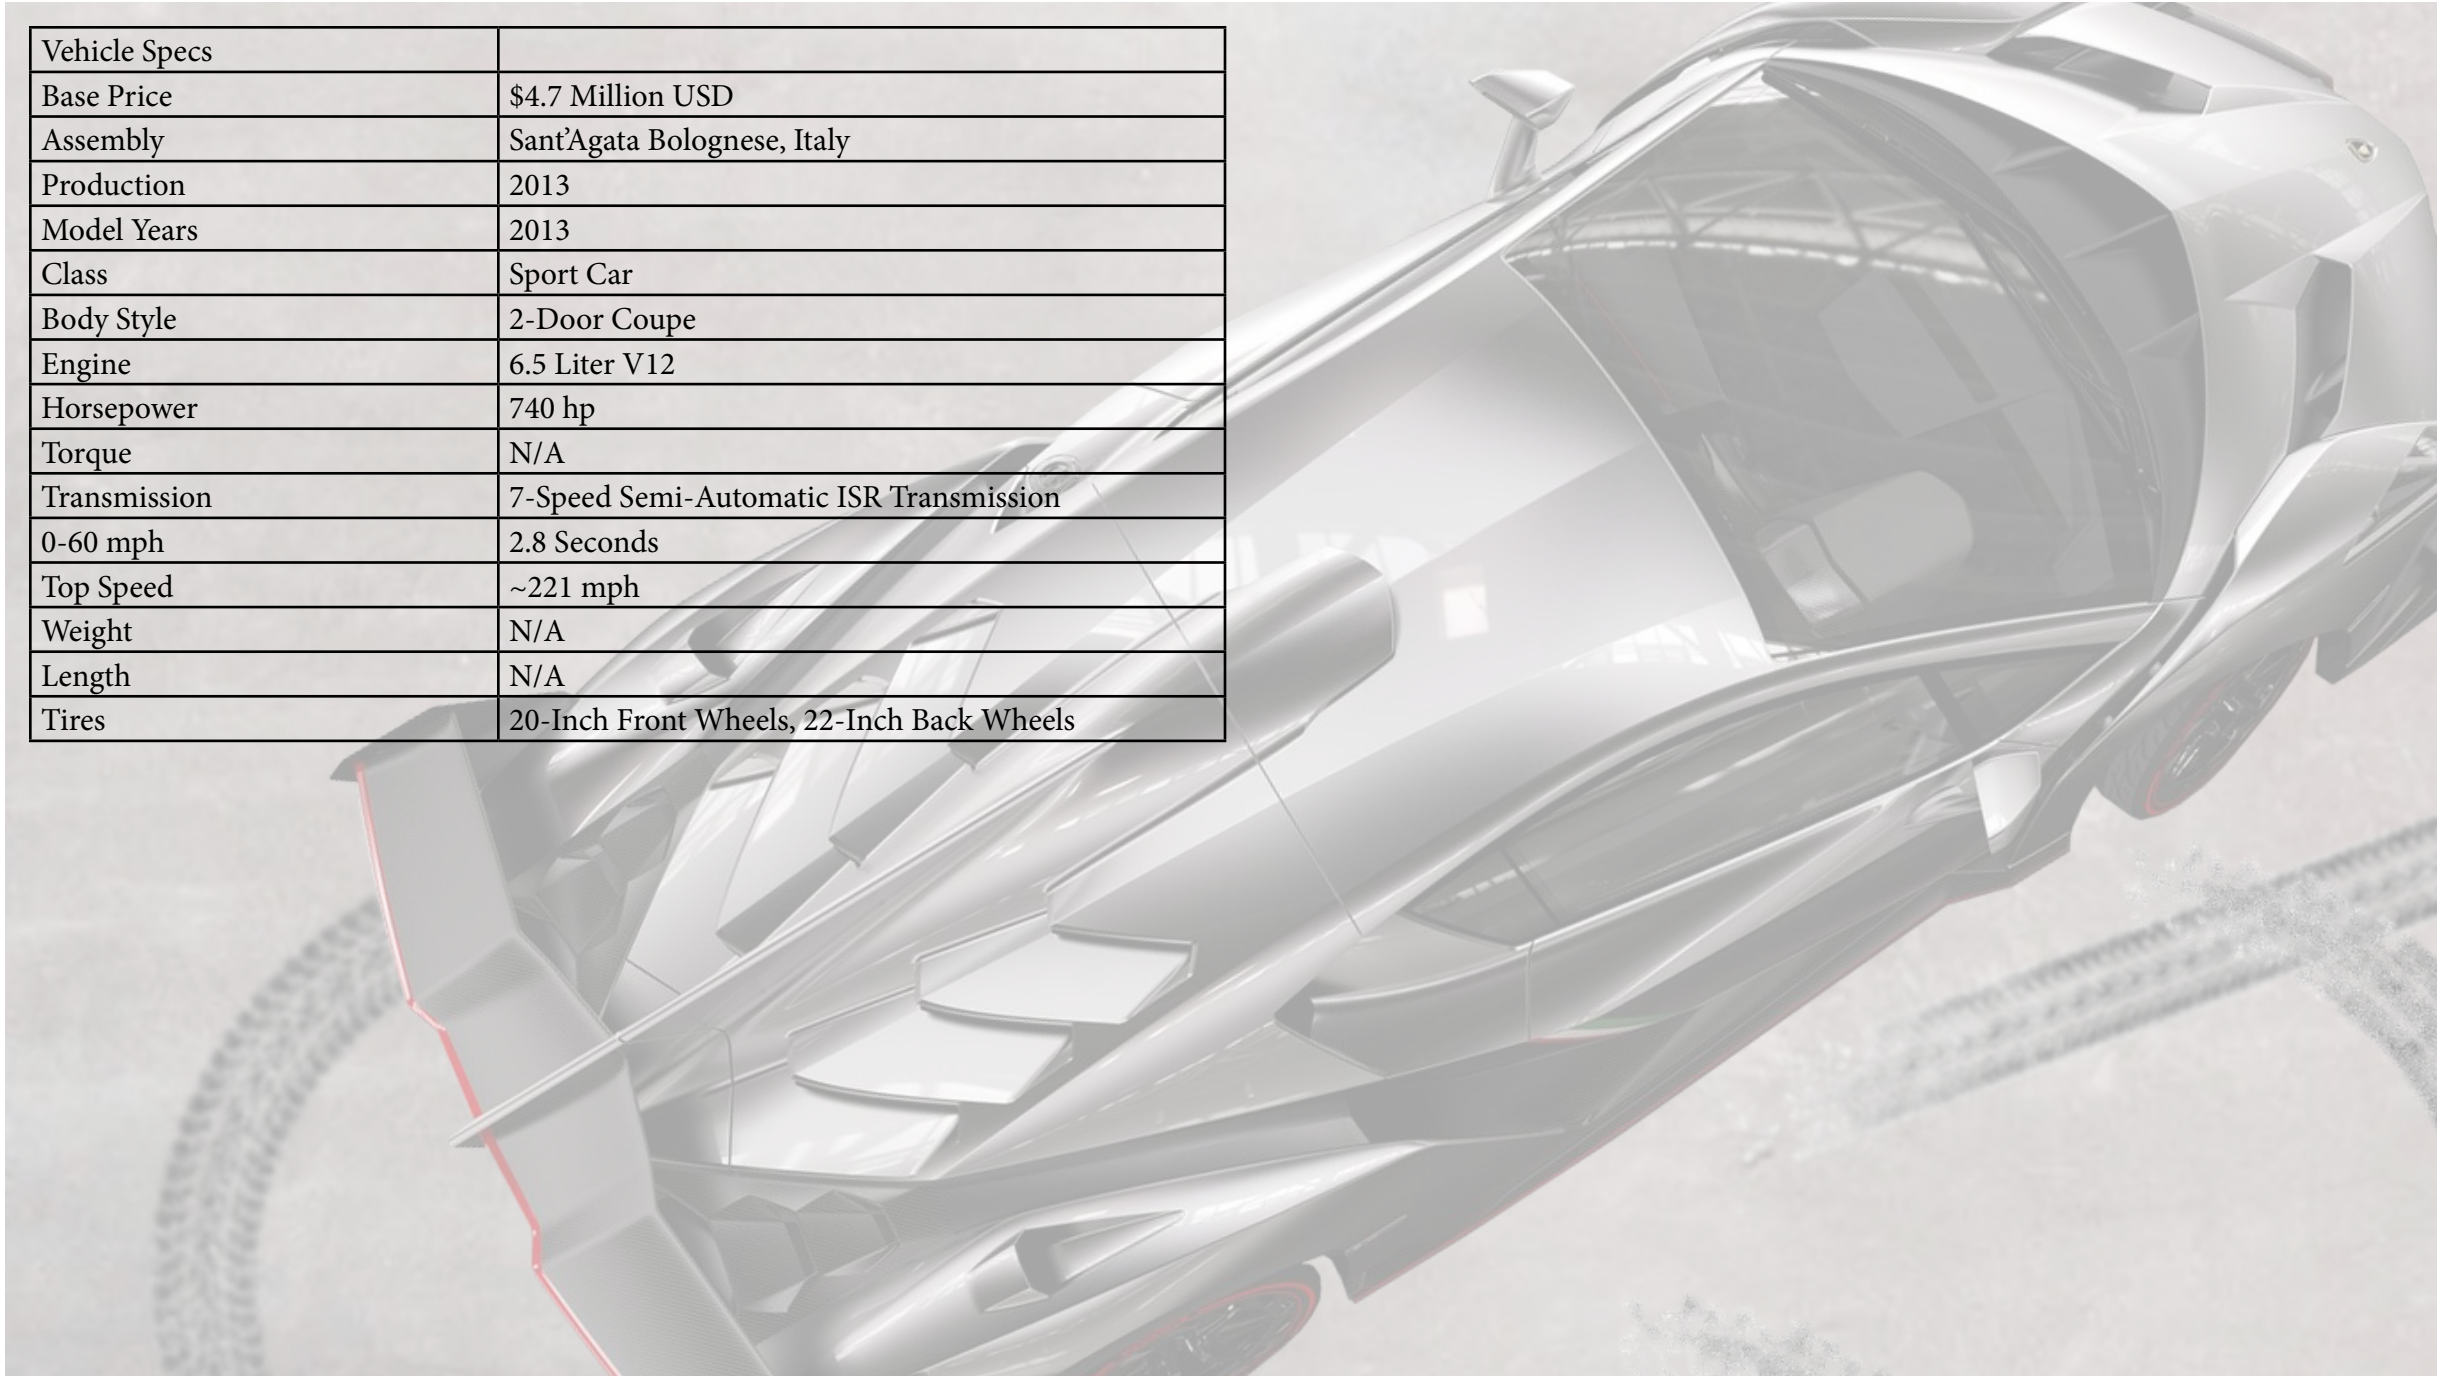 Vehicle Specs
Base Price $4.7 Million USD
Assembly Sant’Agata Bolognese, Italy
Production 2013
Model Years 2013
Class Sport Car
Body Style 2-Door Coupe
Engine 6.5 Liter V12
Horsepower 740 hp
Torque N/A
Transmission 7-Speed Semi-Automatic ISR Transmission
0-60 mph 2.8 Seconds
Top Speed ~221 mph
Weight N/A
Length N/A
Tires 20-Inch Front Wheels, 22-Inch Back Wheels